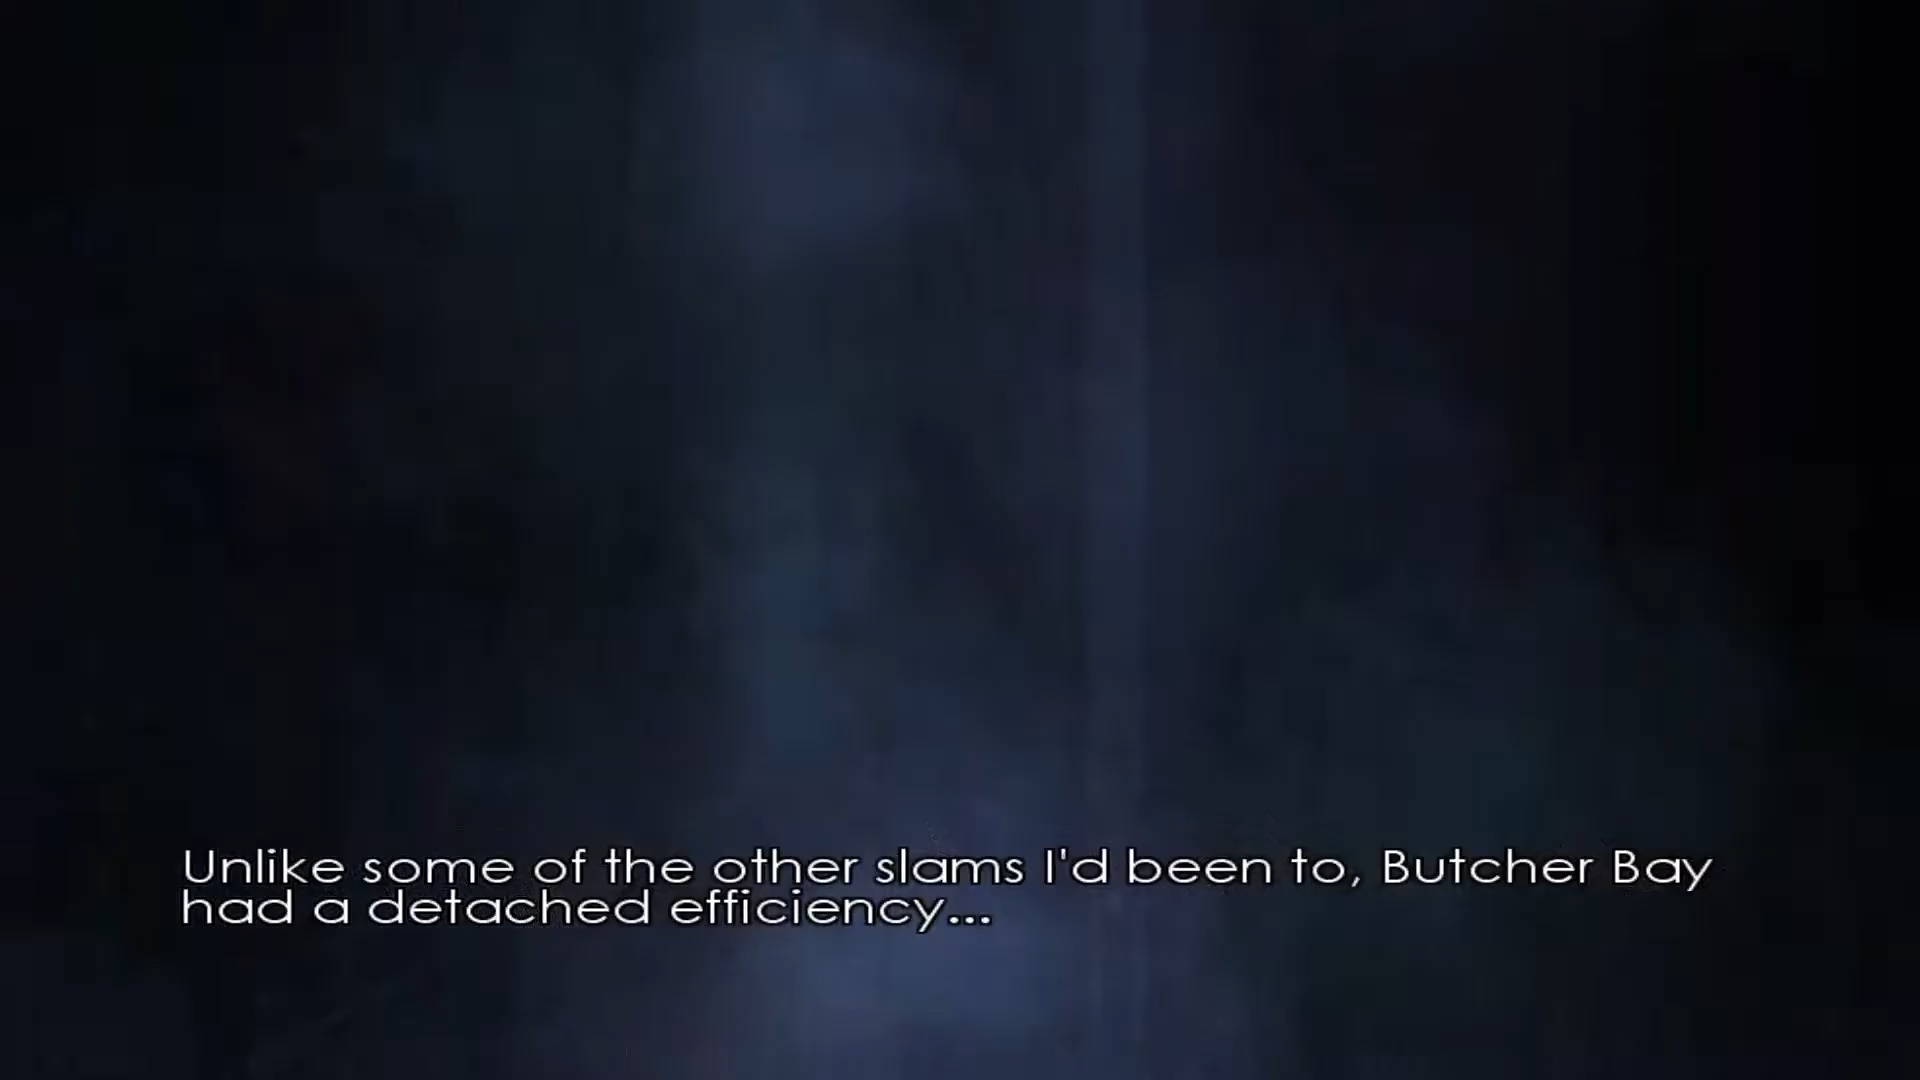 Unlike some of the other slams I'd been to, Butcher Bay
had a detached efficiency...